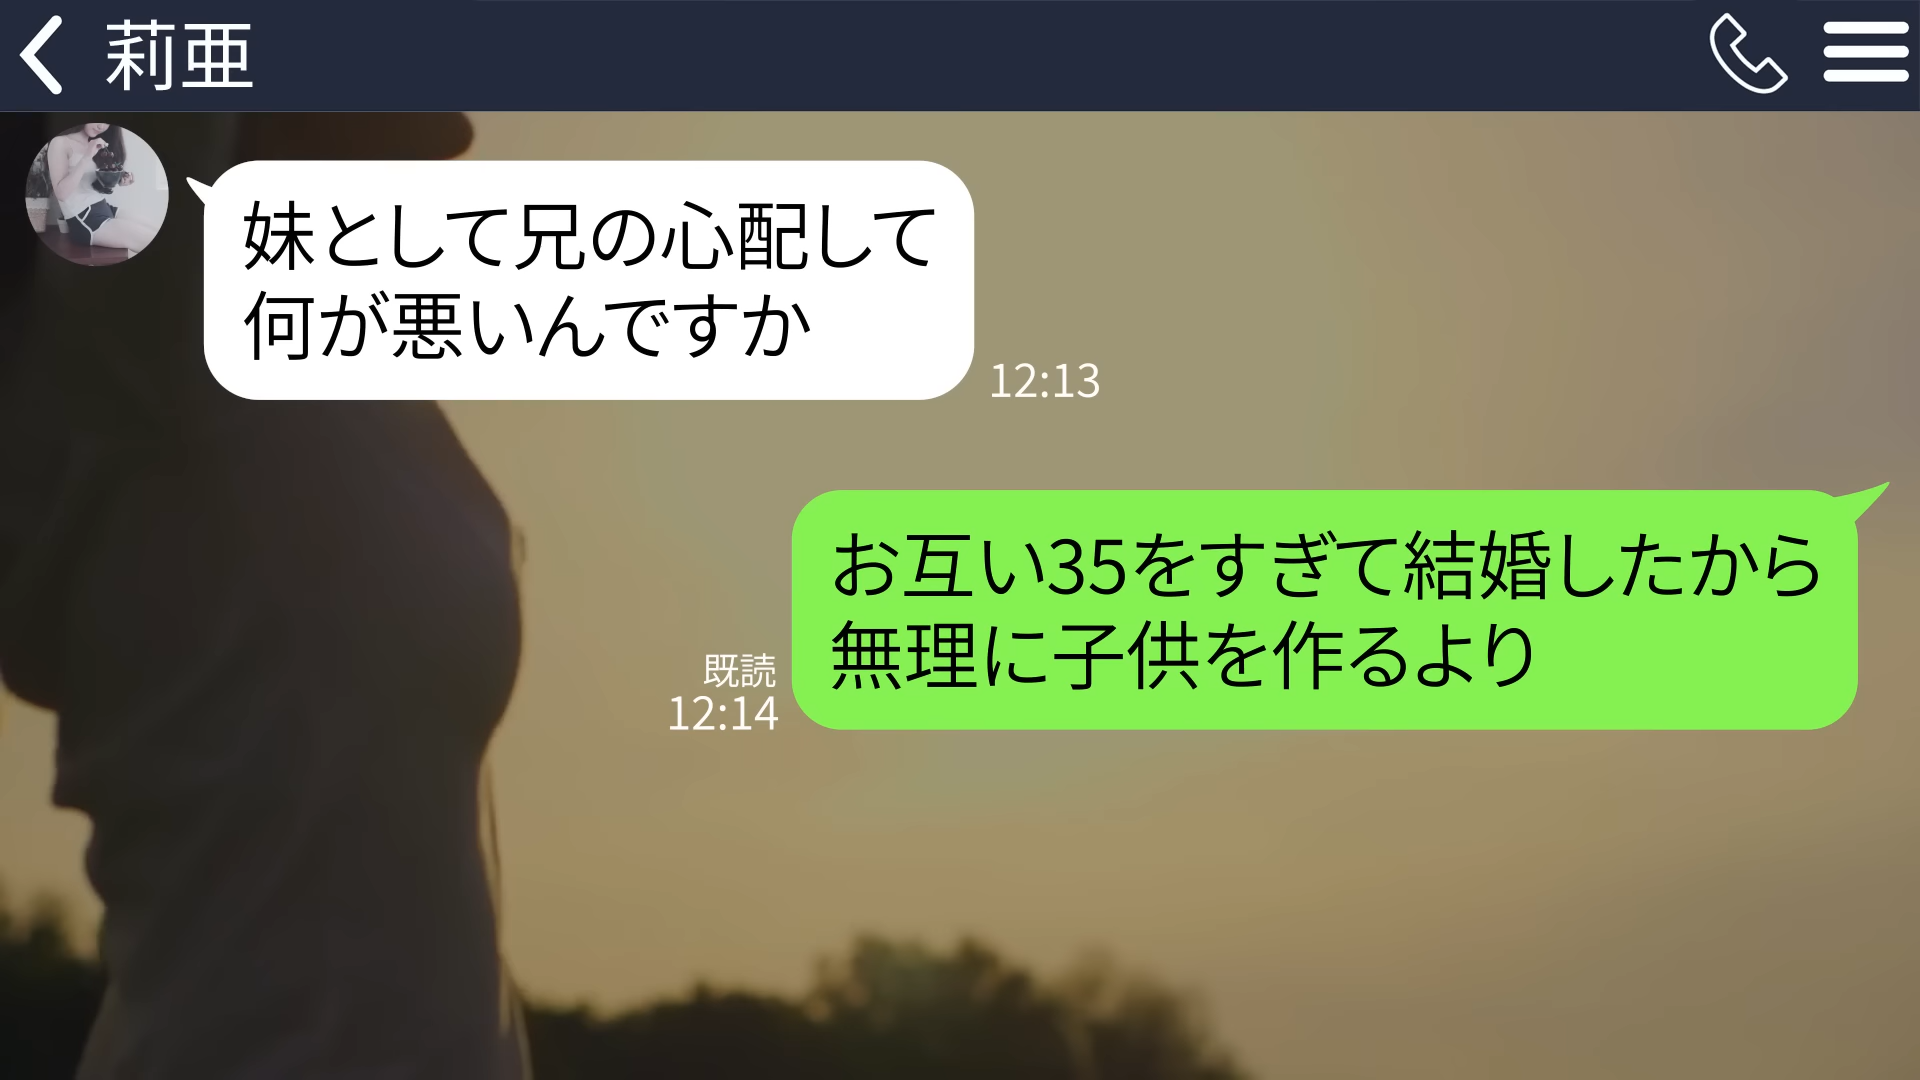 莉亜
妹として兄の心配して
何が悪いんですか
12:13
お互い35をすぎて結婚したから
無理に子供を作るより
既読
12:14